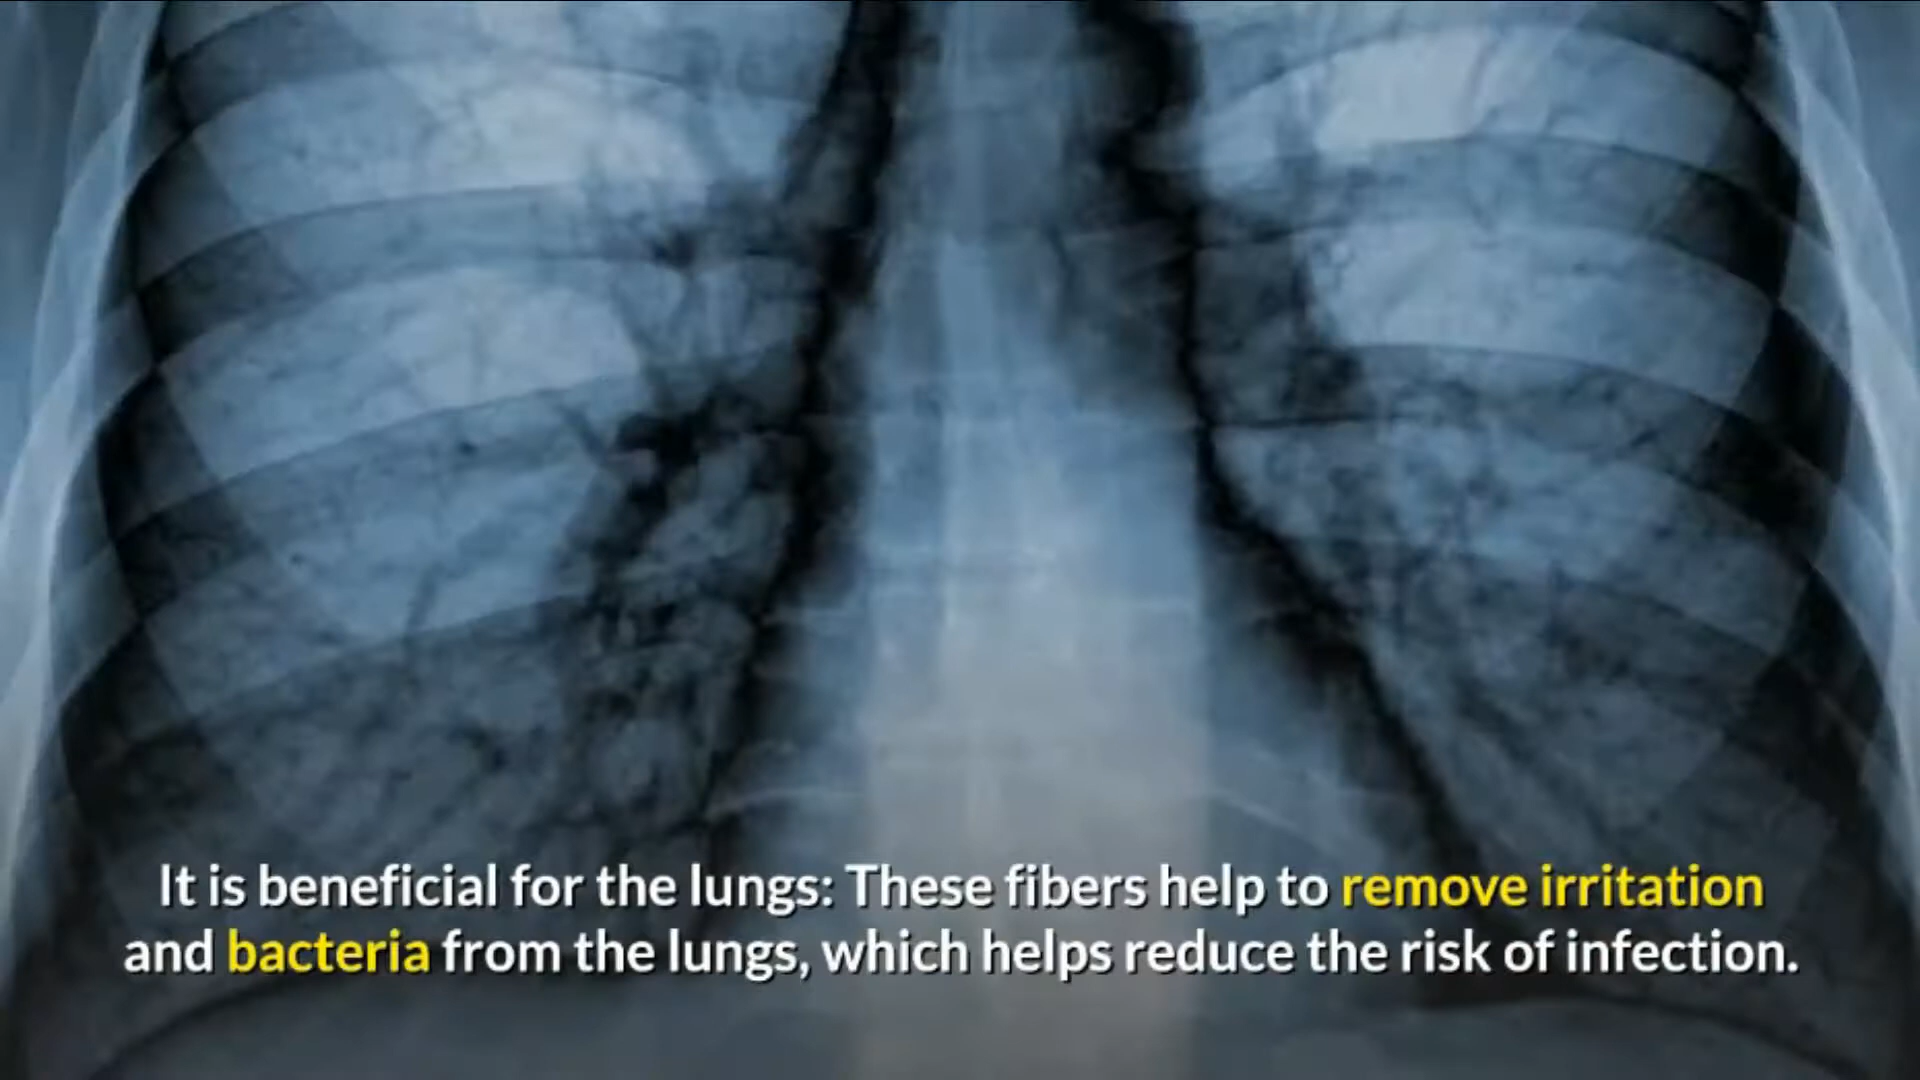 It is beneficial for the lungs: These fibers help to remove irritation
and bacteria from the lungs, which helps reduce the risk of infection.